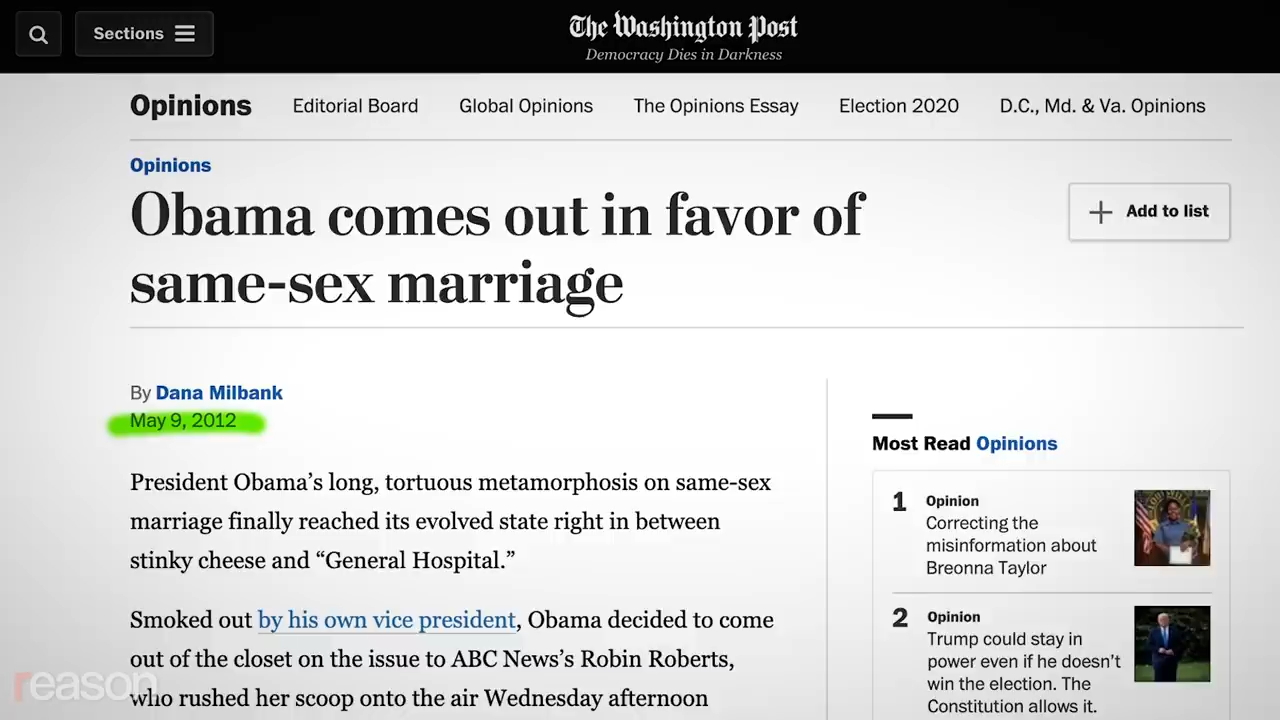 Sections
The Washington Post
Democracy Dies in Darkness
Opinions Editorial Board Global Opinions The Opinions Essay Election 2020 D.C., Md. & Va. Opinions
Opinions
Obama comes out in favor of
same-sex marriage
Add to list
By Dana Milbank
May 9, 2012
President Obama’s long, tortuous metamorphosis on same-sex
marriage finally reached its evolved state right in between
stinky cheese and “General Hospital.”
Smoked out by his own vice president, Obama decided to come
out of the closet on the issue to ABC News’s Robin Roberts,
who rushed her scoop onto the air Wednesday afternoon
Most Read Opinions
1 Opinion
Correcting the
misinformation about
Breonna Taylor
2 Opinion
Trump could stay in
power even if he doesn’t
win the election. The
Constitution allows it.
reason